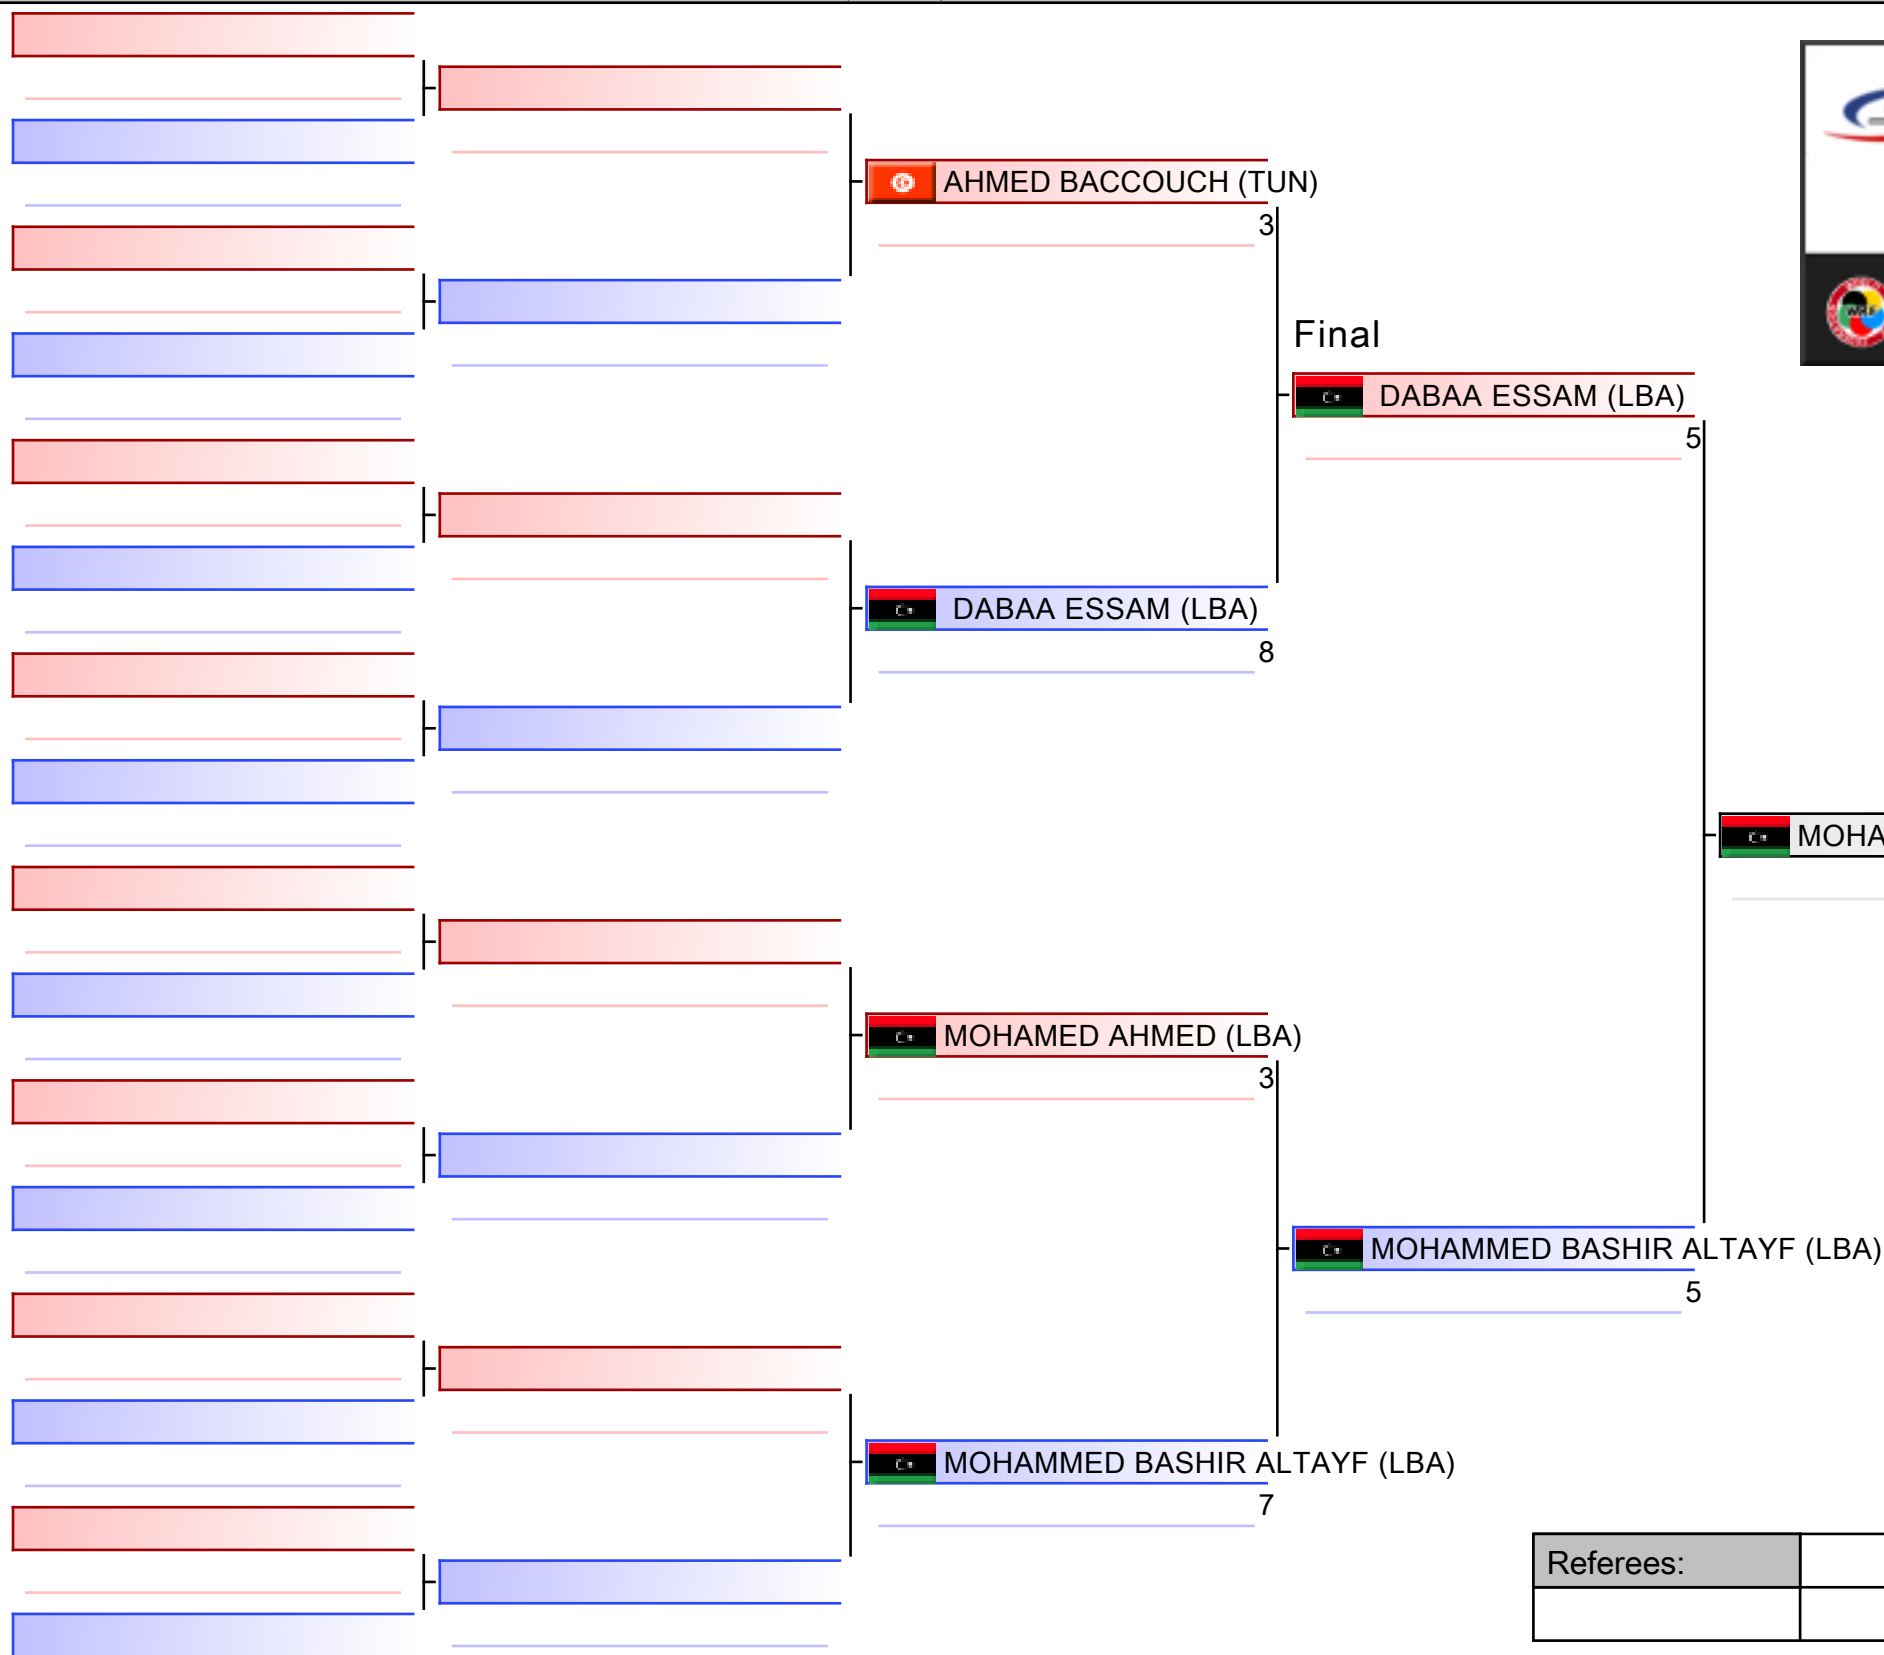 AHMED BACCOUCH (TUN)
3
Final
DABAA ESSAM (LBA)
5
DABAA ESSAM (LBA)
8
MOHA
MOHAMED AHMED (LBA)
3
MOHAMMED BASHIR ALTAYF (LBA)
5
MOHAMMED BASHIR ALTAYF (LBA)
7
Referees: